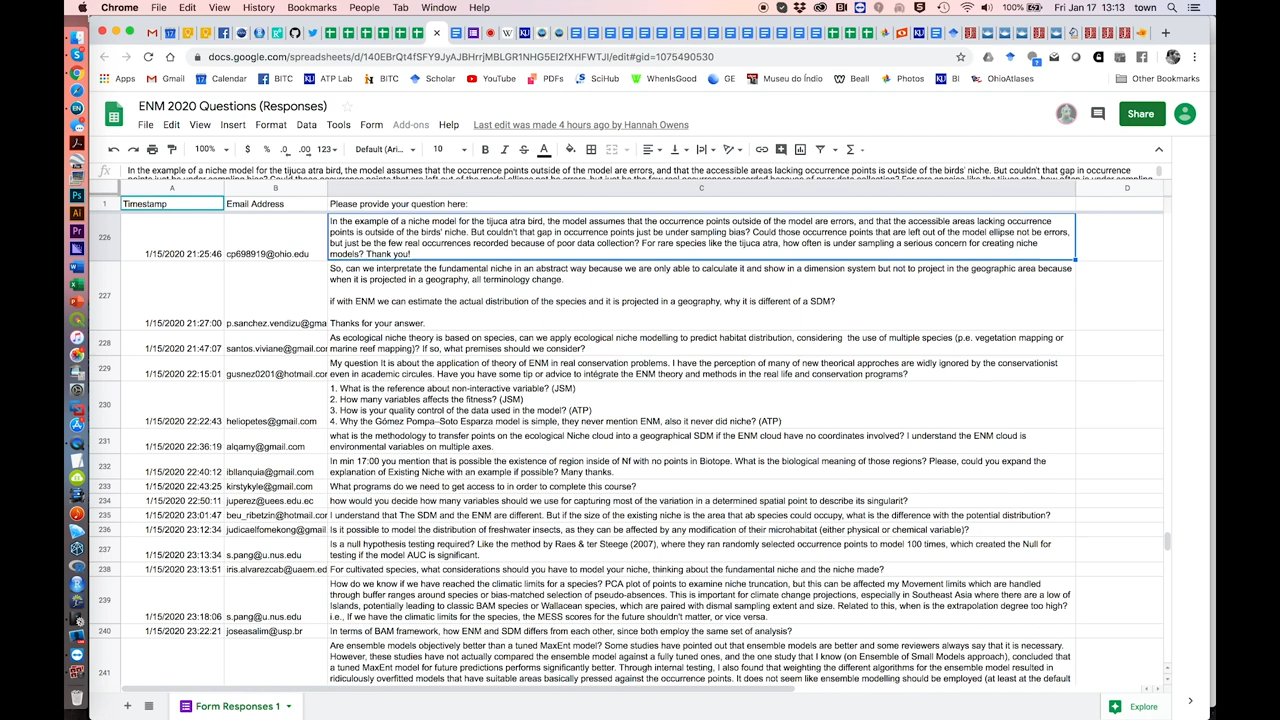 Chrome File Edit View History Bookmarks People Tab Window Help 100% Fri Jan 17 13:13 town
docs.google.com/spreadsheets/d/140EBrQt4fSFY9JyAJBHrrjMBLGR1NHG5EI2fXHFWTJI/edit#gid=1075490530
Apps Gmail Calendar BITC ATP Lab BITC Scholar YouTube PDFs SciHub WhenIsGood GE Museu do Índio Beall Photos BI OhioAtlases Other Bookmarks
ENM 2020 Questions (Responses)
File Edit View Insert Format Data Tools Form Add-ons Help Last edit was made 4 hours ago by Hannah Owens
Share
100% $ % .0 .00 123 Default (Ari... 10 B I S A
fx In the example of a niche model for the tijuca atra bird, the model assumes that the occurrence points outside of the model are errors, and that the accessible areas lacking occurrence points is outside of the birds' niche. But couldn't that gap in occurrence
A B C D
1 Timestamp Email Address Please provide your question here:
226 1/15/2020 21:25:46 cp698919@ohio.edu In the example of a niche model for the tijuca atra bird, the model assumes that the occurrence points outside of the model are errors, and that the accessible areas lacking occurrence
points is outside of the birds' niche. But couldn't that gap in occurrence points just be under sampling bias? Could those occurrence points that are left out of the model ellipse not be errors,
but just be the few real occurrences recorded because of poor data collection? For rare species like the tijuca atra, how often is under sampling a serious concern for creating niche
models? Thank you!
227 1/15/2020 21:27:00 p.sanchez.vendizu@gma So, can we interpretate the fundamental niche in an abstract way because we are only able to calculate it and show in a dimension system but not to project in the geographic area because
when it is projected in a geography, all terminology change.
if with ENM we can estimate the actual distribution of the species and it is projected in a geography, why it is different of a SDM?
Thanks for your answer.
228 1/15/2020 21:47:07 santos.viviane@gmail.cor As ecological niche theory is based on species, can we apply ecological niche modelling to predict habitat distribution, considering the use of multiple species (p.e. vegetation mapping or
marine reef mapping)? If so, what premises should we consider?
229 1/15/2020 22:15:01 gusnez0201@hotmail.cor My question It is about the application of theory of ENM in real conservation problems. I have the perception of many of new theorical approches are widly ignored by the conservationist
even in academic circules. Have you have some tip or advice to intégrate the ENM theory and methods in the real life and conservation programs?
230 1/15/2020 22:22:43 heliopetes@gmail.com 1. What is the reference about non-interactive variable? (JSM)
2. How many variables affects the fitness? (JSM)
3. How is your quality control of the data used in the model? (ATP)
4. Why the Gómez Pompa–Soto Esparza model is simple, they never mention ENM, also it never did niche? (ATP)
231 1/15/2020 22:36:19 alqamy@gmail.com what is the methodology to transfer points on the ecological Niche cloud into a geographical SDM if the ENM cloud have no coordinates involved? I understand the ENM cloud is
environmental variables on multiple axes.
232 1/15/2020 22:40:12 ibllanquia@gmail.com In min 17:00 you mention that is possible the existence of region inside of Nf with no points in Biotope. What is the biological meaning of those regions? Please, could you expand the
explanation of Existing Niche with an example if possible? Many thanks.
233 1/15/2020 22:43:25 kirstykyle@gmail.com What programs do we need to get access to in order to complete this course?
234 1/15/2020 22:50:11 juperez@uees.edu.ec how would you decide how many variables should we use for capturing most of the variation in a determined spatial point to describe its singularit?
235 1/15/2020 23:01:47 beu_ribetzin@hotmail.con I understand that The SDM and the ENM are different. But if the size of the existing niche is the area that ab species could occupy, what is the difference with the potential distribution?
236 1/15/2020 23:12:34 judicaelfomekong@gmail Is it possible to model the distribution of freshwater insects, as they can be affected by any modification of their microhabitat (either physical or chemical variable)?
237 1/15/2020 23:13:34 s.pang@u.nus.edu Is a null hypothesis testing required? Like the method by Raes & ter Steege (2007), where they ran randomly selected occurrence points to model 100 times, which created the Null for
testing if the model AUC is significant.
238 1/15/2020 23:13:51 iris.alvarezcab@uaem.ed For cultivated species, what considerations should you have to model your niche, thinking about the fundamental niche and the niche made?
239 1/15/2020 23:18:06 s.pang@u.nus.edu How do we know if we have reached the climatic limits for a species? PCA plot of points to examine niche truncation, but this can be affected my Movement limits which are handled
through buffer ranges around species or bias-matched selection of pseudo-absences. This is important for climate change projections, especially in Southeast Asia where there are a low of
Islands, potentially leading to classic BAM species or Wallacean species, which are paired with dismal sampling extent and size. Related to this, when is the extrapolation degree too high?
i.e., If we have the climatic limits for the species, the MESS scores for the future shouldn't matter, or vice versa.
240 1/15/2020 23:22:21 joseasalim@usp.br In terms of BAM framework, how ENM and SDM differs from each other, since both employ the same set of analysis?
241 Are ensemble models objectively better than a tuned MaxEnt model? Some studies have pointed out that ensemble models are better and some reviewers always say that it is necessary.
However, these studies have not actually compared the ensemble model against a fully tuned ones, and the one study that I know (on Ensemble of Small Models approach), concluded that
a tuned MaxEnt model for future predictions performs significantly better. Through internal testing, I also found that weighting the different algorithms for the ensemble model resulted in
ridiculously overfitted models that have suitable areas basically pressed against the occurrence points. It does not seem like ensemble modelling should be employed (at least at the default
Form Responses 1 Explore